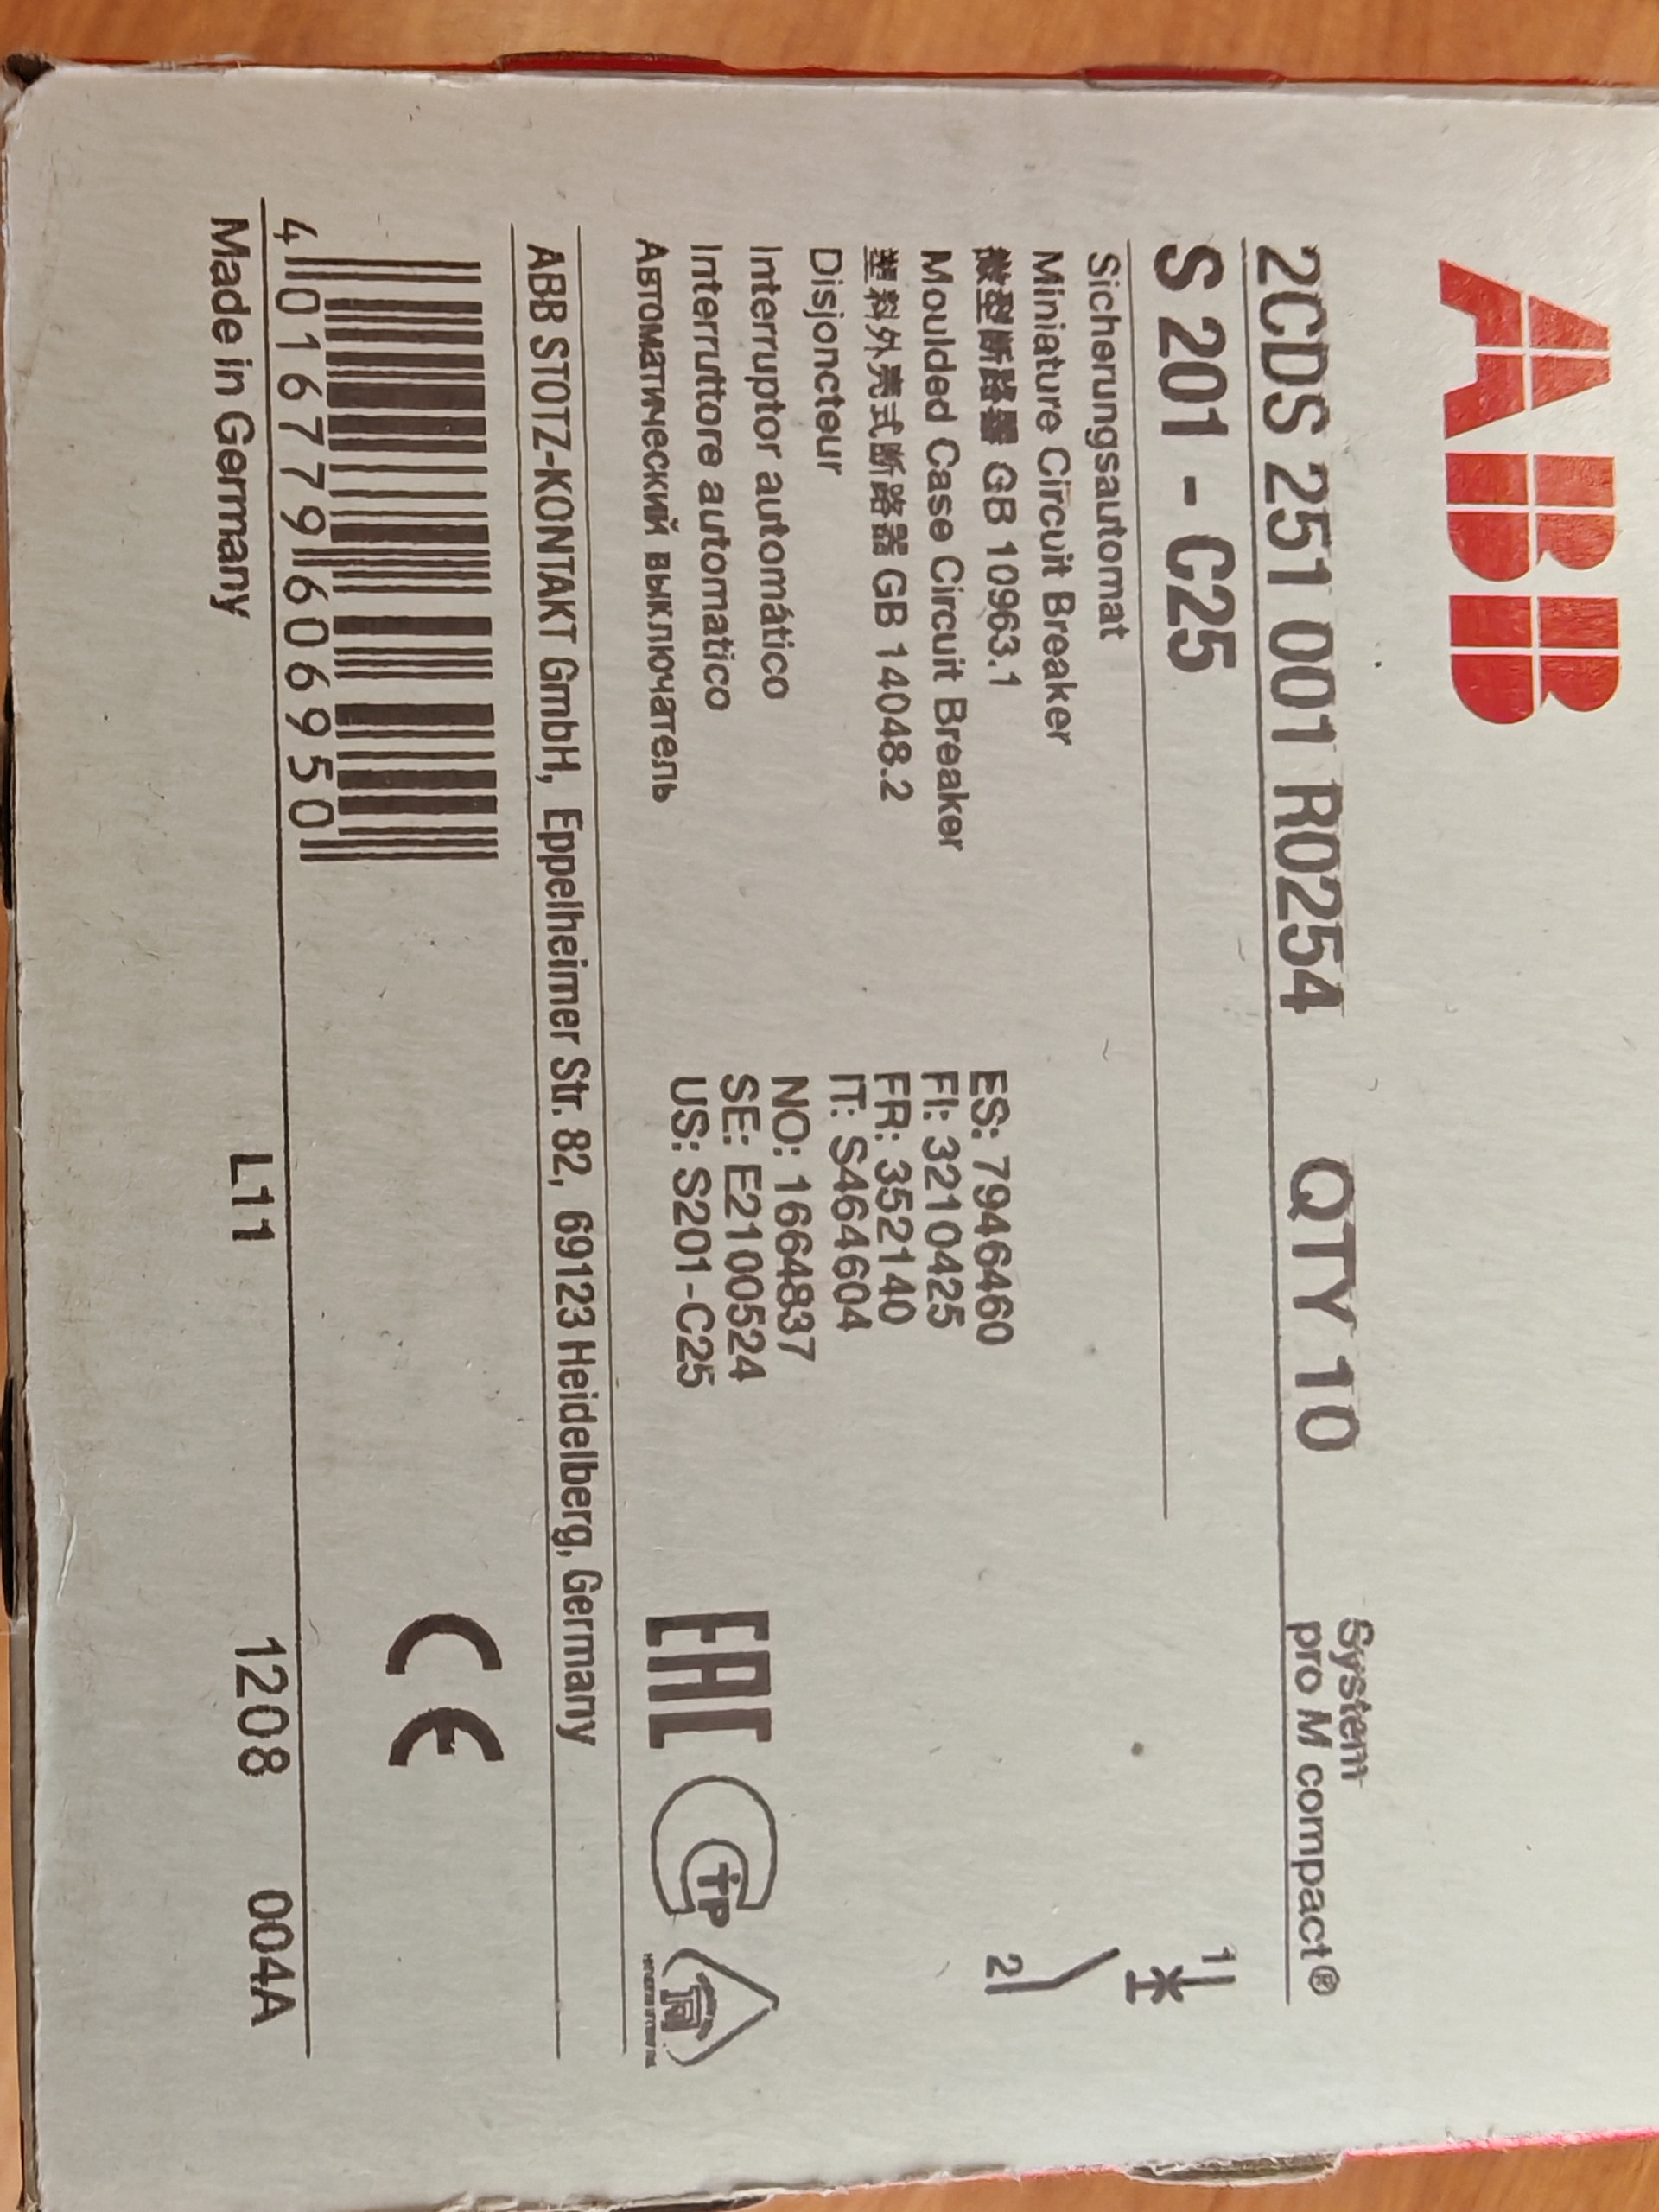 ABB
2CDS 251 001 R0254 QTY 10
System
pro M compact®
S 201 - C25
Sicherungsautomat
Miniature Circuit Breaker
微型断路器 GB 10963.1
Moulded Case Circuit Breaker
塑料外壳式断路器 GB 14048.2
Disjoncteur
Interruptor automático
Interruttore automatico
Автоматический выключатель
ES: 7946460
FI: 3210425
FR: 352140
IT: S464604
NO: 1664837
SE: E2100524
US: S201-C25
1
2
EAC
ABB STOTZ-KONTAKT GmbH, Eppelheimer Str. 82, 69123 Heidelberg, Germany
CE
4 016779 606950
Made in Germany L11 1208 004A